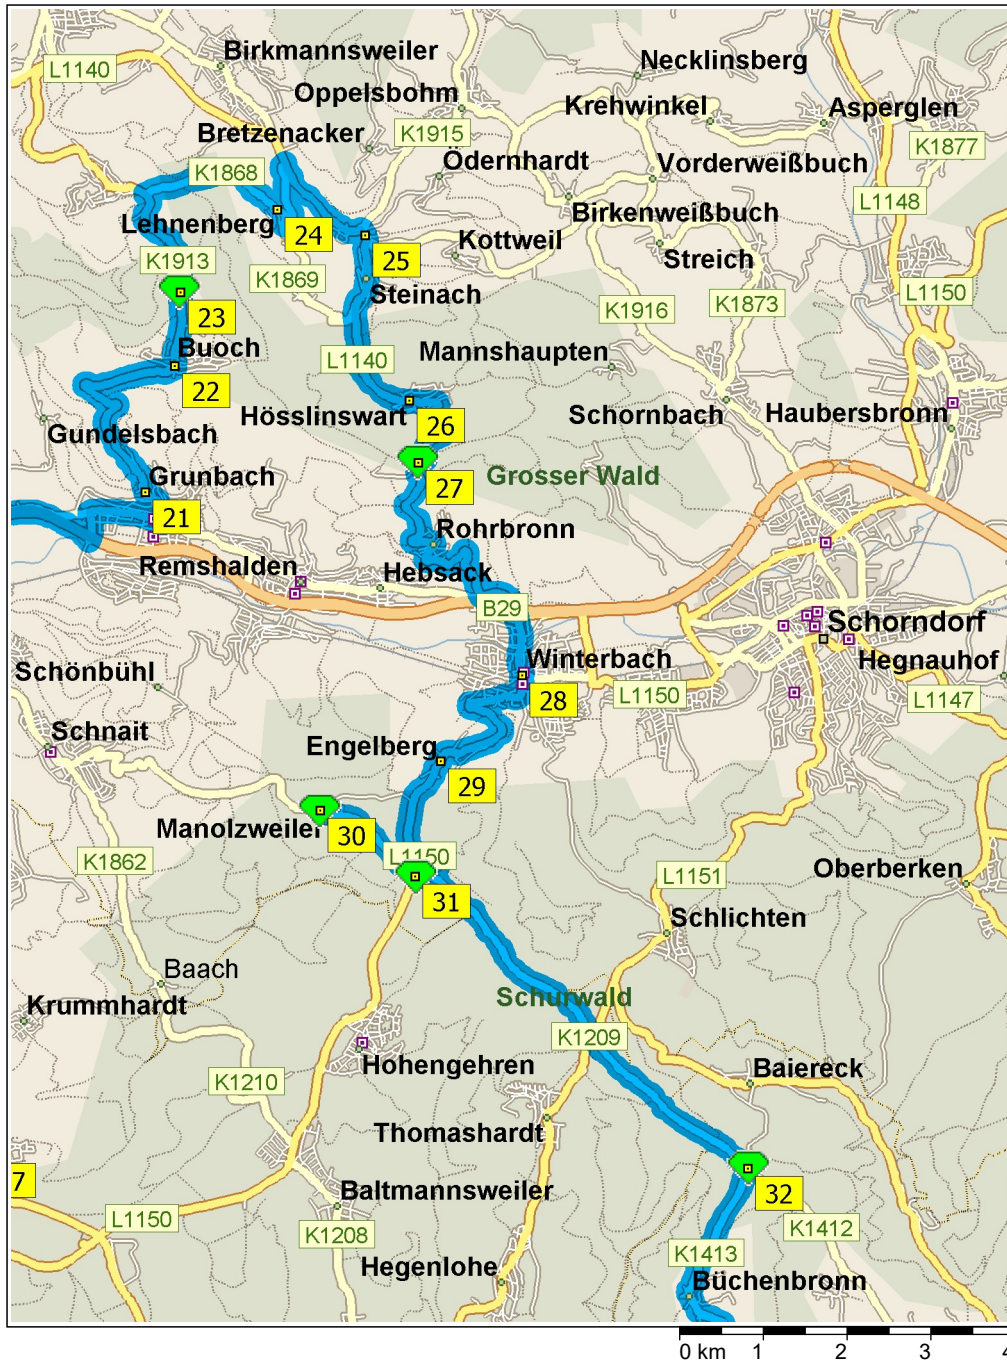 Birkmannsweiler
L1140
Necklinsberg
Oppelsbohm
Krehwinkel
Asperglen
Bretzenacker
K1915
K1877
K1868
Ödernhardt
Vorderweißbuch
L1148
Lehnenberg
24
Birkenweißbuch
Kottweil
25
Streich
K1913
K1869
Steinach
L1150
23
K1916
K1873
Buoch
L1140
Mannshaupten
22
Hösslinswart
26
Schornbach
Haubersbronn
Gundelsbach
Grunbach
27
Grosser Wald
21
Rohrbronn
Remshalden
Hebsack
B29
Schorndorf
Winterbach
Hegnauhof
Schönbühl
28
L1150
L1147
Schnait
Engelberg
29
Manolzweiler
30
K1862
L1150
Oberberken
L1151
31
Schlichten
Baach
Krummhardt
Schurwald
K1209
Hohengehren
Baiereck
K1210
Thomashardt
7
32
Baltmannsweiler
L1150
K1208
K1412
K1413
Hegenlohe
Büchenbronn
0 km 1 2 3 4